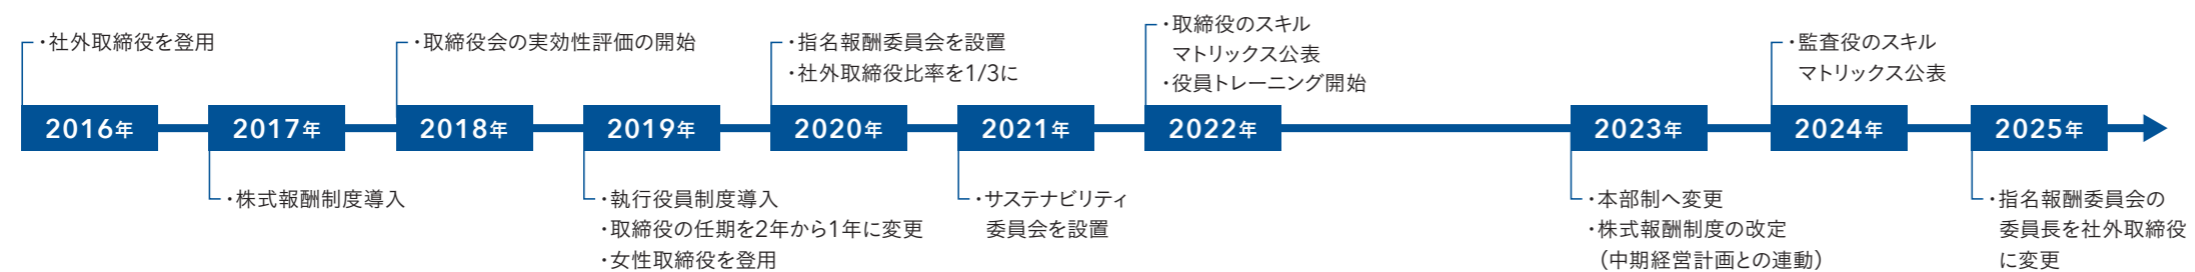 ・社外取締役を登用
2016年
2017年
・株式報酬制度導入
・取締役会の実効性評価の開始
2018年
2019年
・執行役員制度導入
・取締役の任期を2年から1年に変更
・女性取締役を登用
・指名報酬委員会を設置
・社外取締役比率を1/3に
2020年
2021年
・サステナビリティ
委員会を設置
・取締役のスキル
マトリックス公表
・役員トレーニング開始
2022年
2023年
・本部制へ変更
・株式報酬制度の改定
（中期経営計画との連動）
・監査役のスキル
マトリックス公表
2024年
2025年
・指名報酬委員会の
委員長を社外取締役
に変更